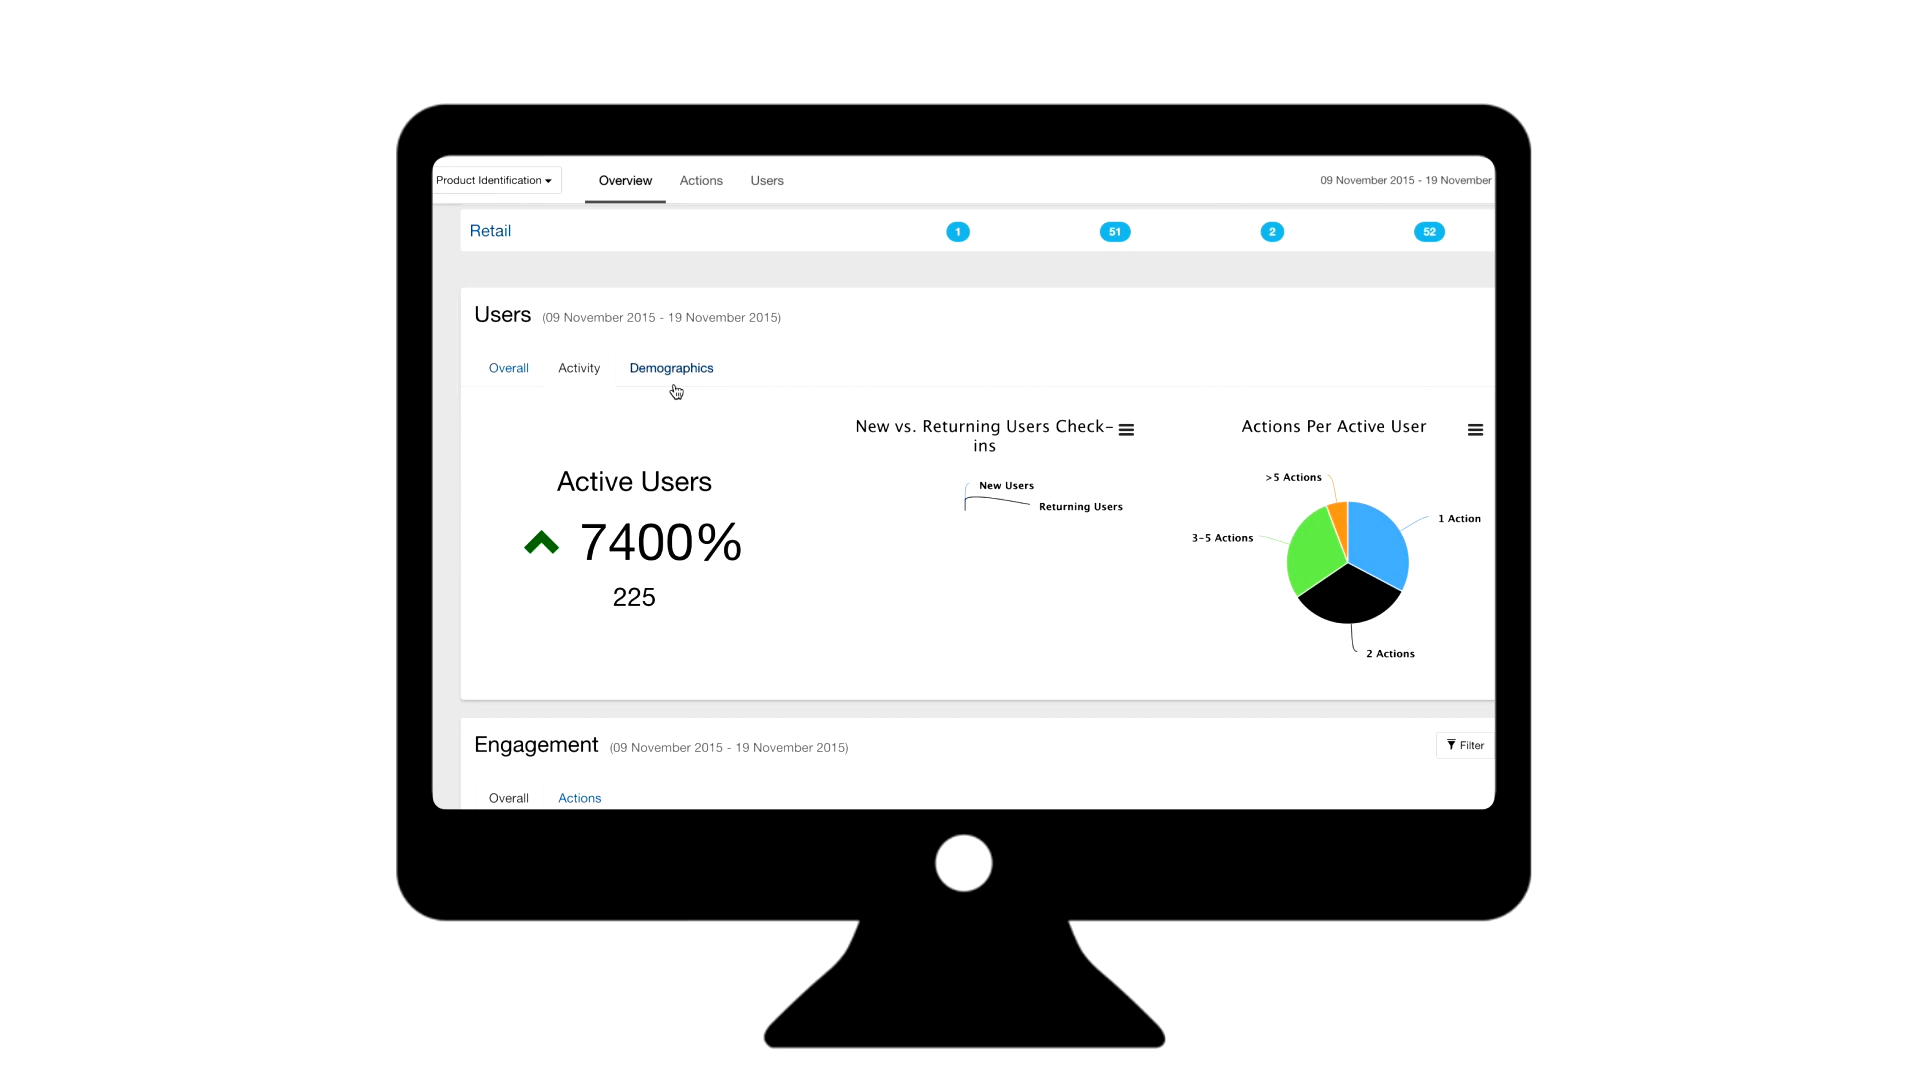 Product Identification
Overview
Actions
Users
09 November 2015 - 19 November
Retail
1
51
2
52
Users (09 November 2015 - 19 November 2015)
Overall
Activity
Demographics
Active Users
7400%
225
New vs. Returning Users Check-
ins
New Users
Returning Users
Actions Per Active User
>5 Actions
1 Action
3-5 Actions
2 Actions
Engagement (09 November 2015 - 19 November 2015)
Filter
Overall
Actions